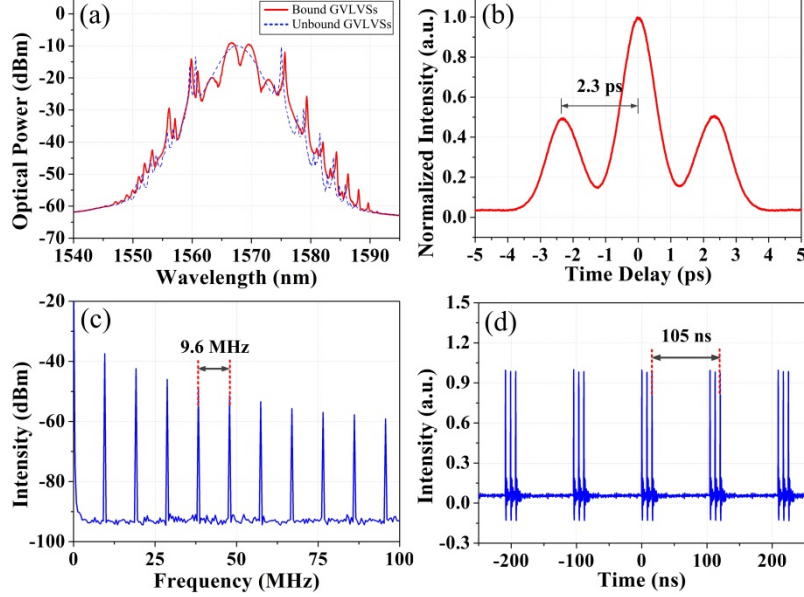 (a)
Bound GVLVSs
Unbound GVLVSs
0
-10
-20
-30
-40
-50
-60
-70
Optical Power (dBm)
1540
1550
1560
1570
1580
1590
Wavelength (nm)
(b)
2.3 ps
1.0
0.8
0.6
0.4
0.2
0.0
Normalized Intensity (a.u.)
-5 -4 -3 -2 -1 0 1 2 3 4 5
Time Delay (ps)
(c)
9.6 MHz
-20
-40
-60
-80
-100
Intensity (dBm)
0
25
50
75
100
Frequency (MHz)
(d)
105 ns
1.5
1.2
0.9
0.6
0.3
0.0
-0.3
Intensity (a.u.)
-200
-100
0
100
200
Time (ns)